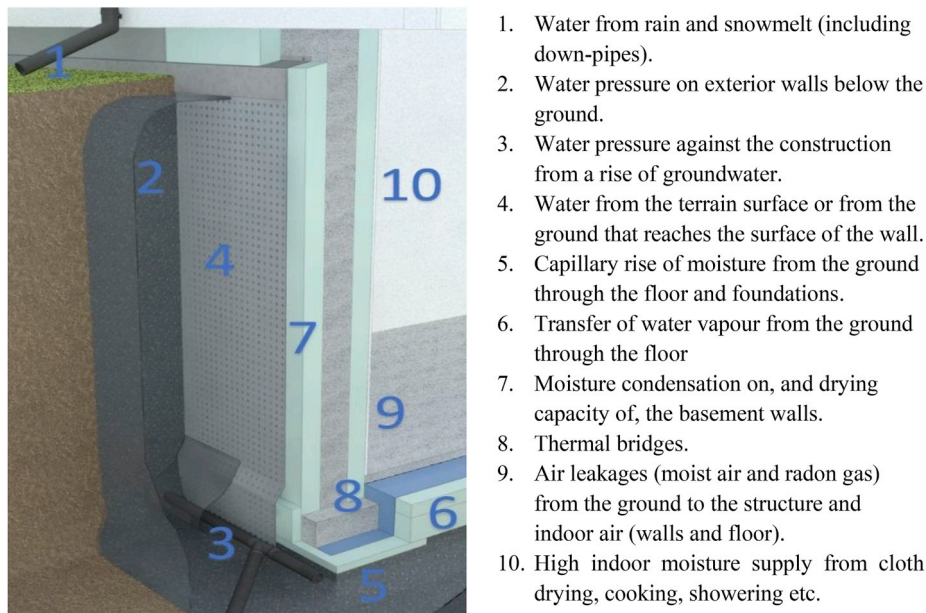 1
2
3
4
5
6
7
8
9
10
1. Water from rain and snowmelt (including
down-pipes).
2. Water pressure on exterior walls below the
ground.
3. Water pressure against the construction
from a rise of groundwater.
4. Water from the terrain surface or from the
ground that reaches the surface of the wall.
5. Capillary rise of moisture from the ground
through the floor and foundations.
6. Transfer of water vapour from the ground
through the floor
7. Moisture condensation on, and drying
capacity of, the basement walls.
8. Thermal bridges.
9. Air leakages (moist air and radon gas)
from the ground to the structure and
indoor air (walls and floor).
10. High indoor moisture supply from cloth
drying, cooking, showering etc.